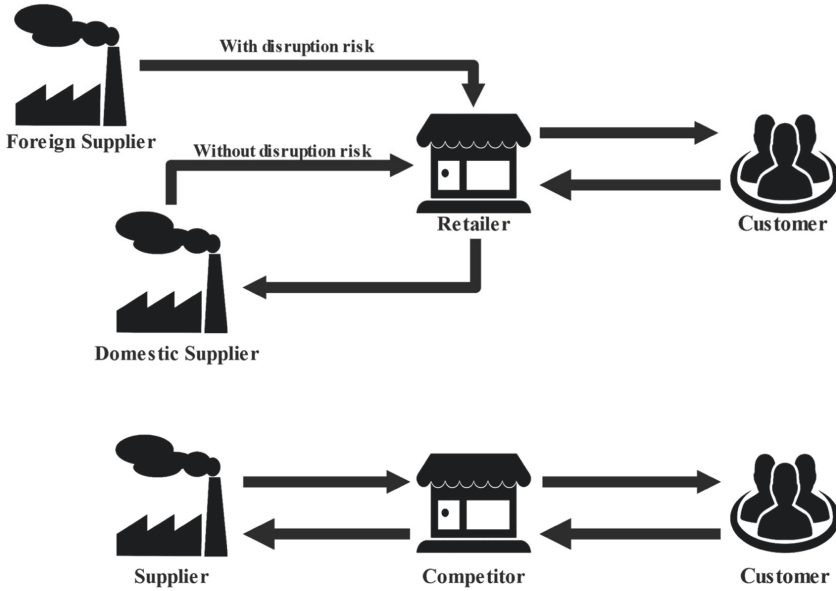 With disruption risk
Foreign Supplier
Without disruption risk
Retailer
Customer
Domestic Supplier
Supplier
Competitor
Customer